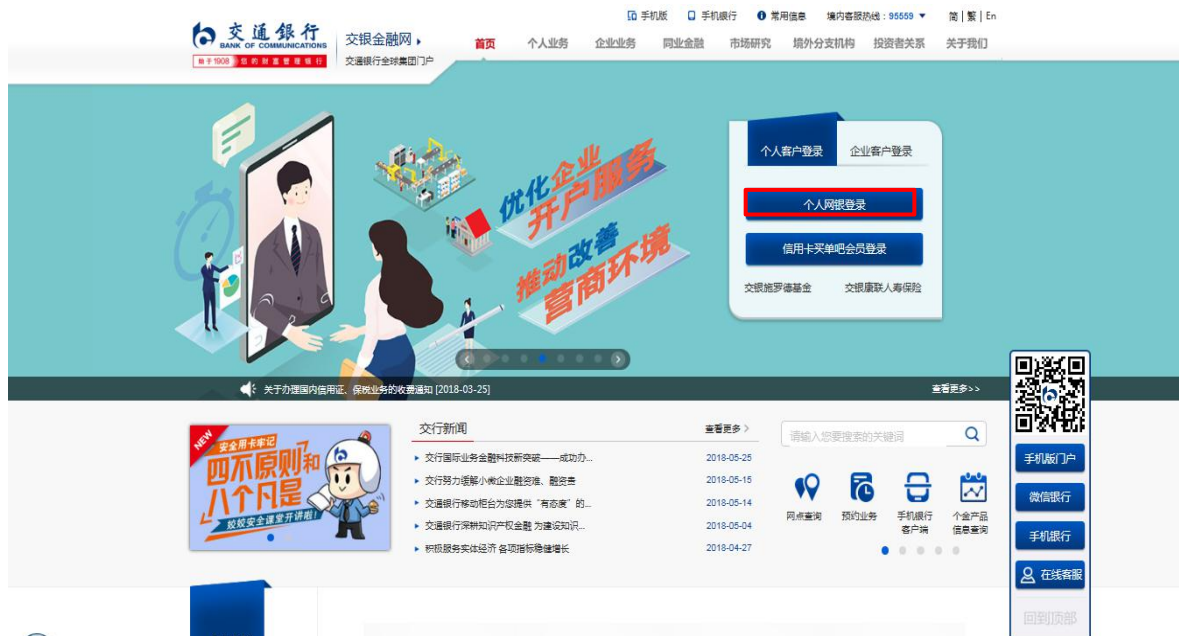 手机版 手机银行 常用信息 境内客服热线：95559 ▼ 简 | 繁 | En
交通银行
BANK OF COMMUNICATIONS
始于1908 您的财富管理银行
交银金融网
交通银行全球集团门户
首页 个人业务 企业业务 同业金融 市场研究 境外分支机构 投资者关系 关于我们
优化企业
开户服务
推动改善
营商环境
个人客户登录 企业客户登录
个人网银登录
信用卡买单吧会员登录
交银施罗德基金 交银康联人寿保险
关于办理国内信用证、保税业务的收费通知 [2018-03-25] 查看更多>>
NEW
安全用卡牢记
四不原则和
八个凡是
姣姣安全课堂开讲啦！
交行新闻 查看更多 >
交行国际业务金融科技新突破——成功办... 2018-05-25
交行努力缓解小微企业融资难、融资贵 2018-05-15
交通银行移动柜台为您提供“有态度”的... 2018-05-14
交通银行深耕知识产权金融 为建设知识... 2018-05-04
积极服务实体经济 各项指标稳健增长 2018-04-27
请输入您要搜索的关键词
网点查询 预约业务 手机银行客户端 个金产品信息查询
手机版门户
微信银行
手机银行
在线客服
回到顶部